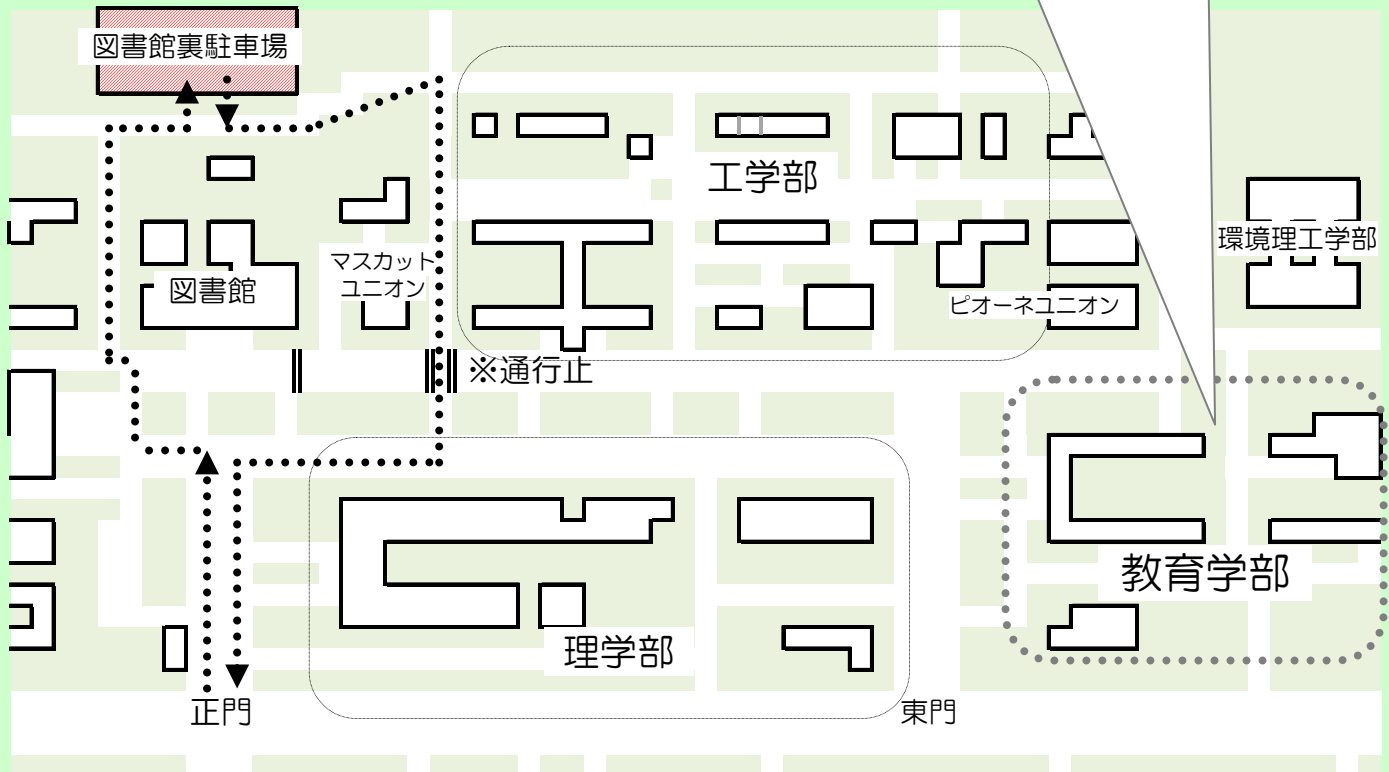 図書館裏駐車場
工学部
環境理工学部
マスカット
ユニオン
図書館
ピオーネユニオン
※通行止
教育学部
理学部
正門
東門